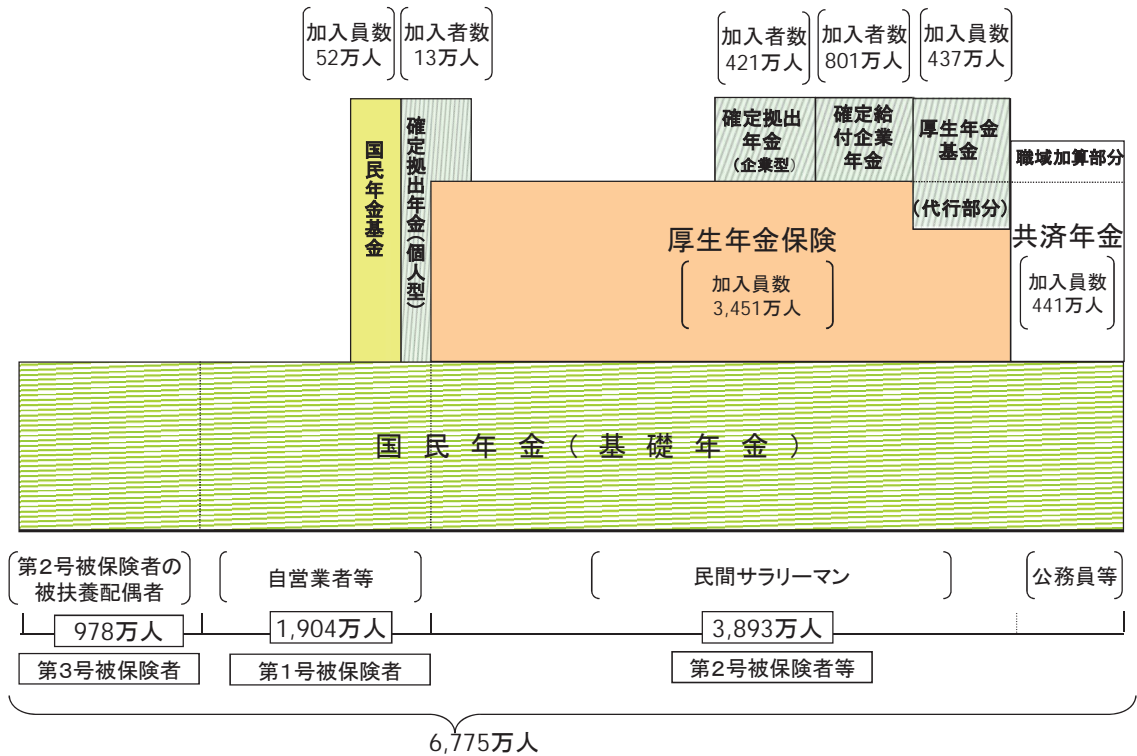 加入員数
52万人
加入者数
13万人
加入者数
421万人
加入者数
801万人
加入員数
437万人
国民年金基金
確定拠出年金(個人型)
確定拠出
年金
(企業型)
確定給
付企業
年金
厚生年金
基金
(代行部分)
職域加算部分
厚生年金保険
加入員数
3,451万人
共済年金
加入員数
441万人
国民年金(基礎年金)
第2号被保険者の
被扶養配偶者
自営業者等
民間サラリーマン
公務員等
978万人
1,904万人
3,893万人
第3号被保険者
第1号被保険者
第2号被保険者等
6,775万人